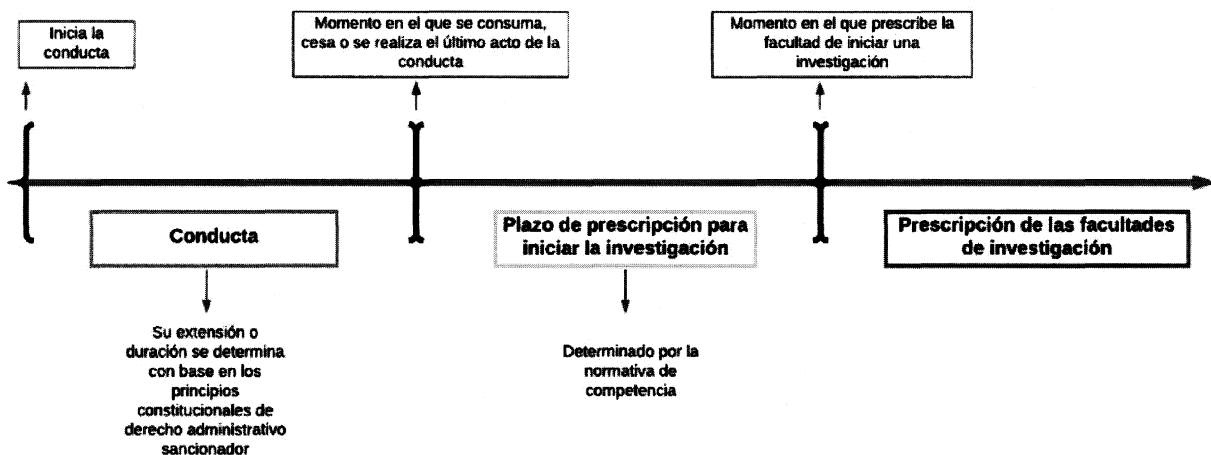 Inicia la
conducta
Momento en el que se consuma,
cesa o se realiza el último acto de la
conducta
Momento en el que prescribe la
facultad de iniciar una
investigación
Conducta
Plazo de prescripción para
iniciar la investigación
Prescripción de las facultades
de investigación
Su extensión o
duración se determina
con base en los
principios
constitucionales de
derecho administrativo
sancionador
Determinado por la
normativa de
competencia